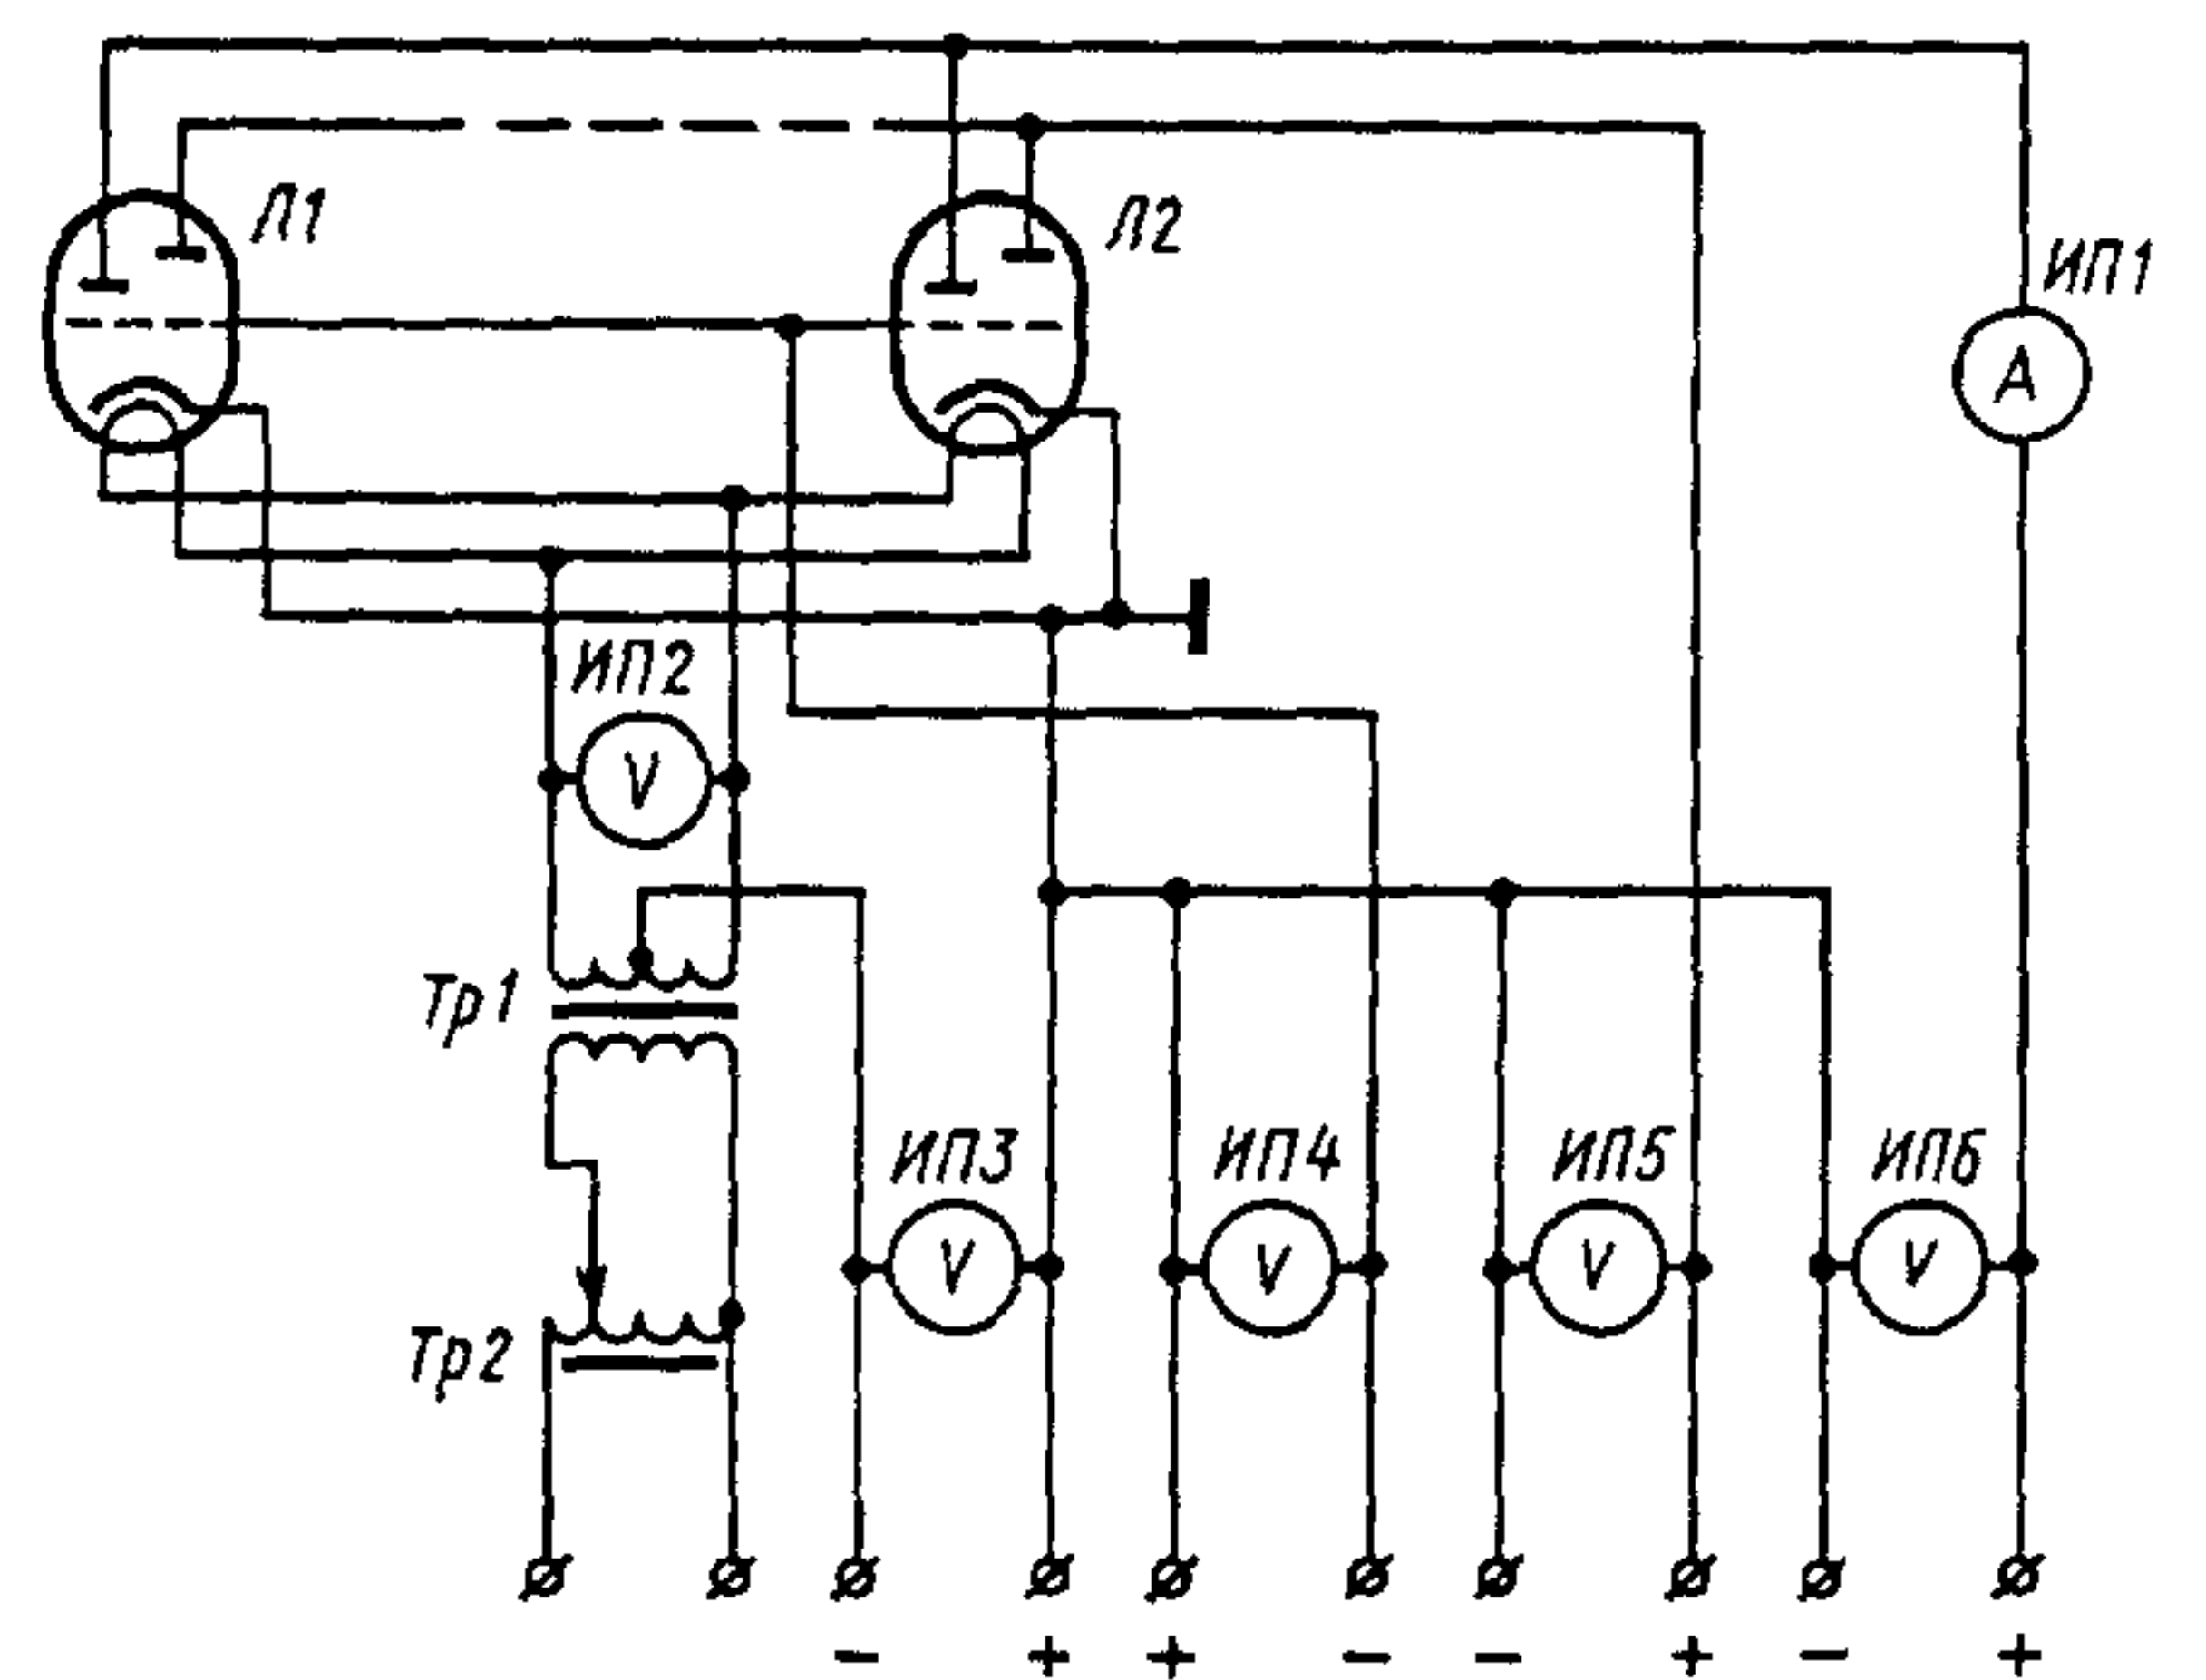 Л1
Л2
ИП1
А
ИП2
V
Тр1
ИП3
ИП4
ИП5
ИП6
V
V
V
V
Тр2
- + + - - + - +